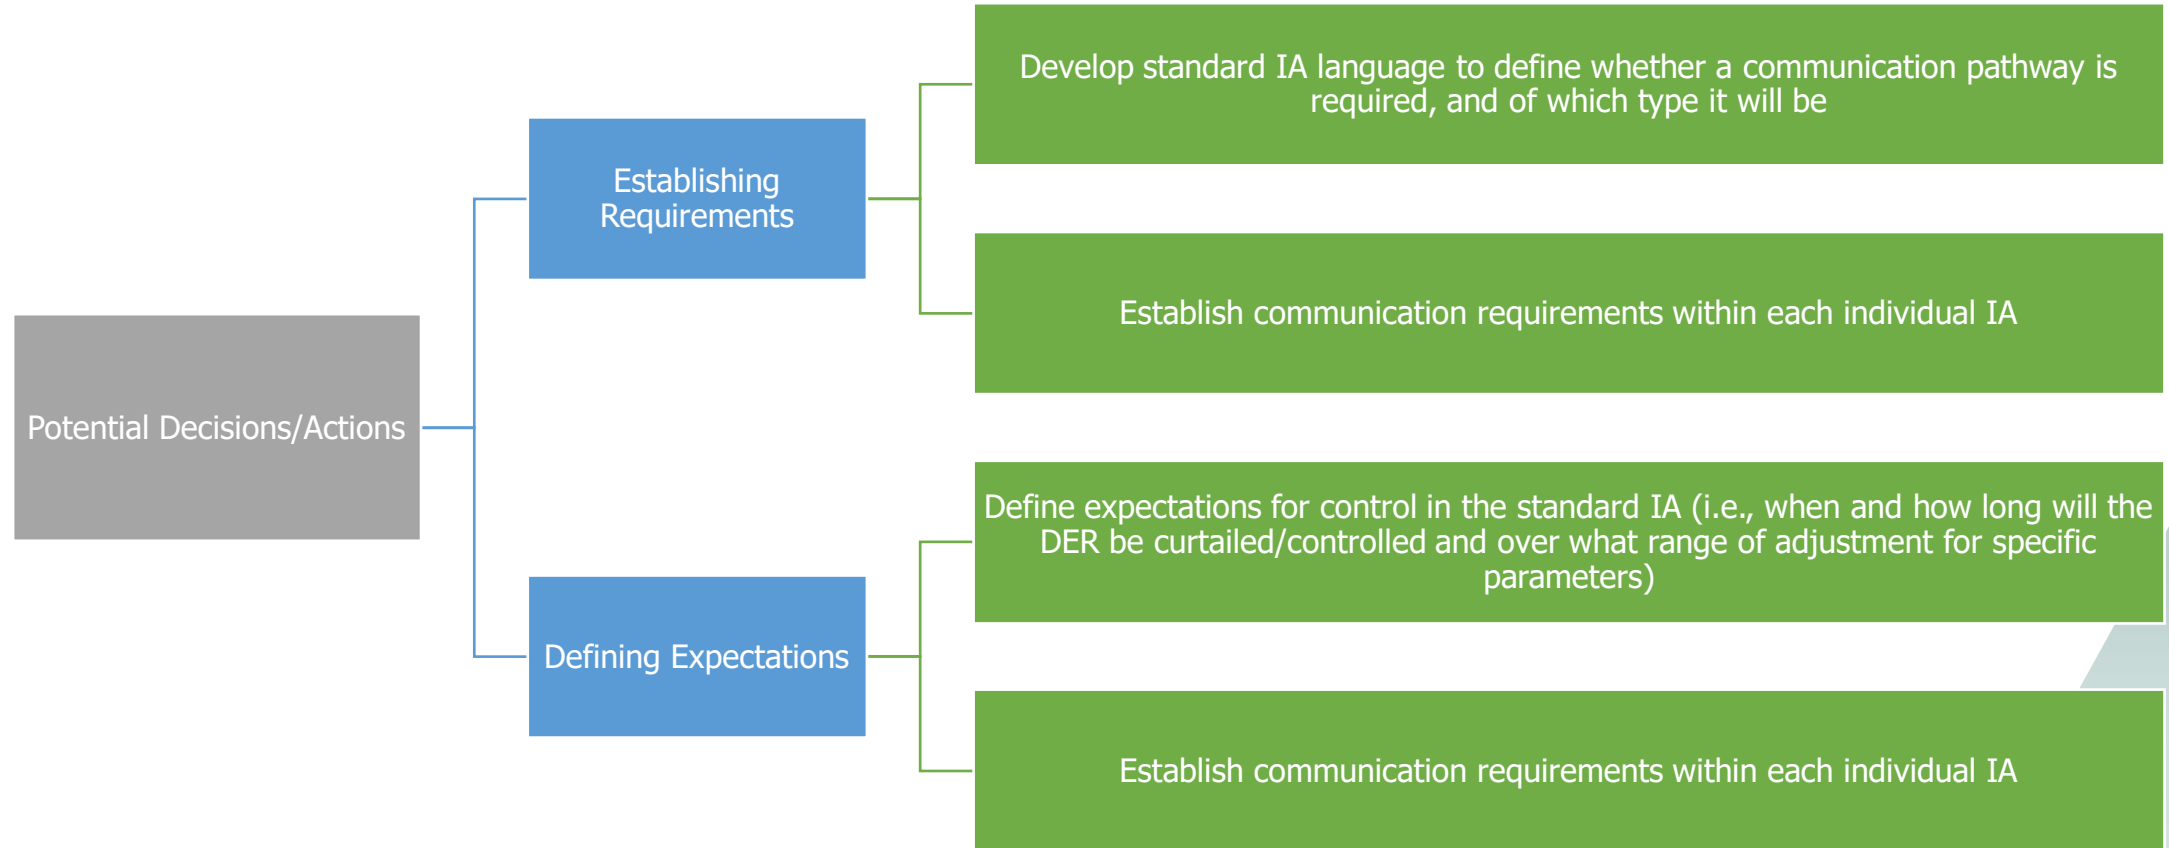 Potential Decisions/Actions
Establishing
Requirements
Develop standard IA language to define whether a communication pathway is
required, and of which type it will be
Establish communication requirements within each individual IA
Defining Expectations
Define expectations for control in the standard IA (i.e., when and how long will the
DER be curtailed/controlled and over what range of adjustment for specific
parameters)
Establish communication requirements within each individual IA